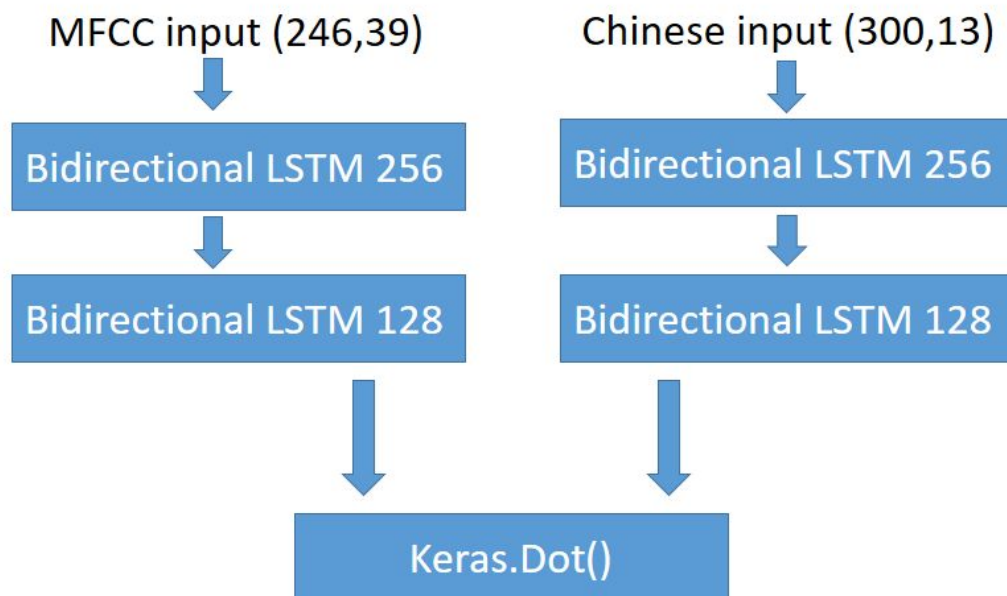 MFCC input (246,39)
Chinese input (300,13)
Bidirectional LSTM 256
Bidirectional LSTM 256
Bidirectional LSTM 128
Bidirectional LSTM 128
Keras.Dot()